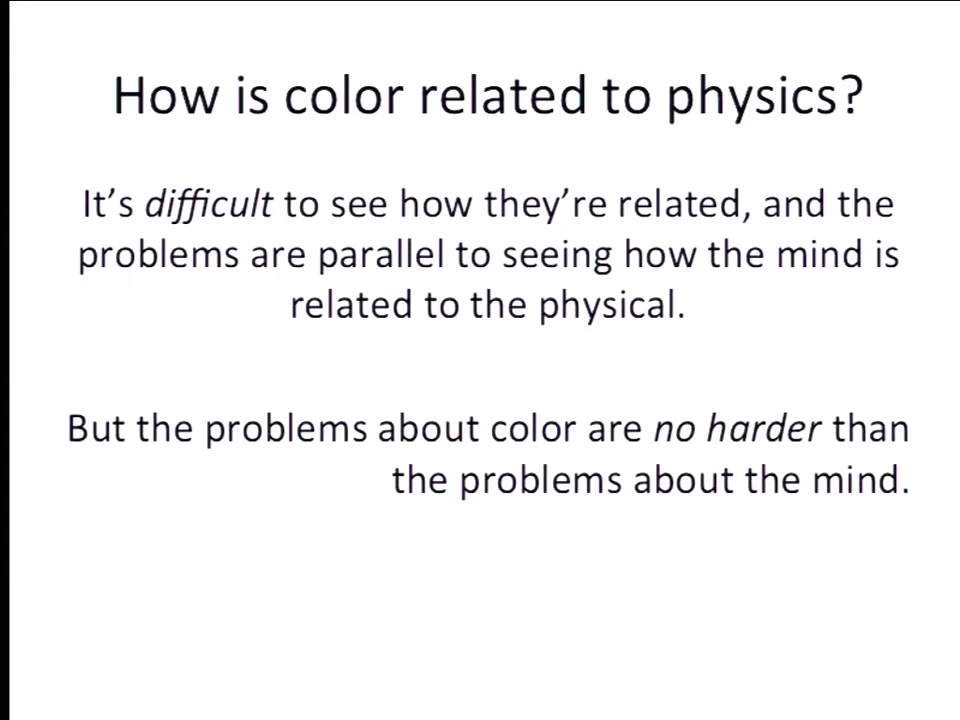 How is color related to physics?
It's difficult to see how they're related, and the
problems are parallel to seeing how the mind is
related to the physical.
But the problems about color are no harder than
the problems about the mind.